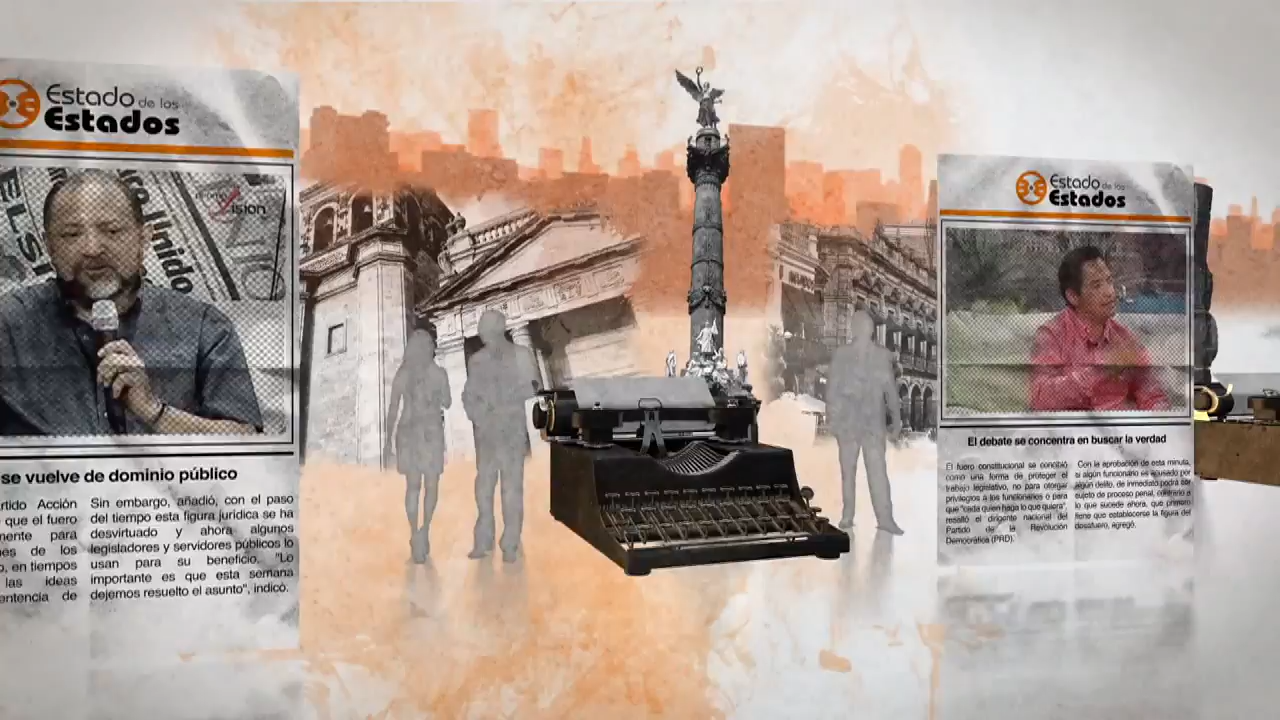 Estado de los
Estados
EL SI
ro Unido
VISION
se vuelve de dominio público
rtido Acción
que el fuero
mente para
es de los
o, en tiempos
las ideas
entencia de
Sin embargo, añadió, con el paso
del tiempo esta figura jurídica se ha
desvirtuado y ahora algunos
legisladores y servidores públicos lo
usan para su beneficio. "Lo
importante es que esta semana
dejemos resuelto el asunto", indicó.
Estado de los
Estados
El debate se concentra en buscar la verdad
El fuero constitucional se concibió
como una forma de proteger el
trabajo legislativo, no para otorgar
privilegios a los funcionarios o para
que "cada quien haga lo que quiera",
resaltó el dirigente nacional del
Partido de la Revolución
Democrática (PRD).
Con la aprobación de esta minuta,
si algún funcionario es acusado por
algún delito, de inmediato podrá ser
sujeto de proceso penal, contrario a
lo que sucede ahora, que primero
tiene que establecerse la figura del
desafuero, agregó.